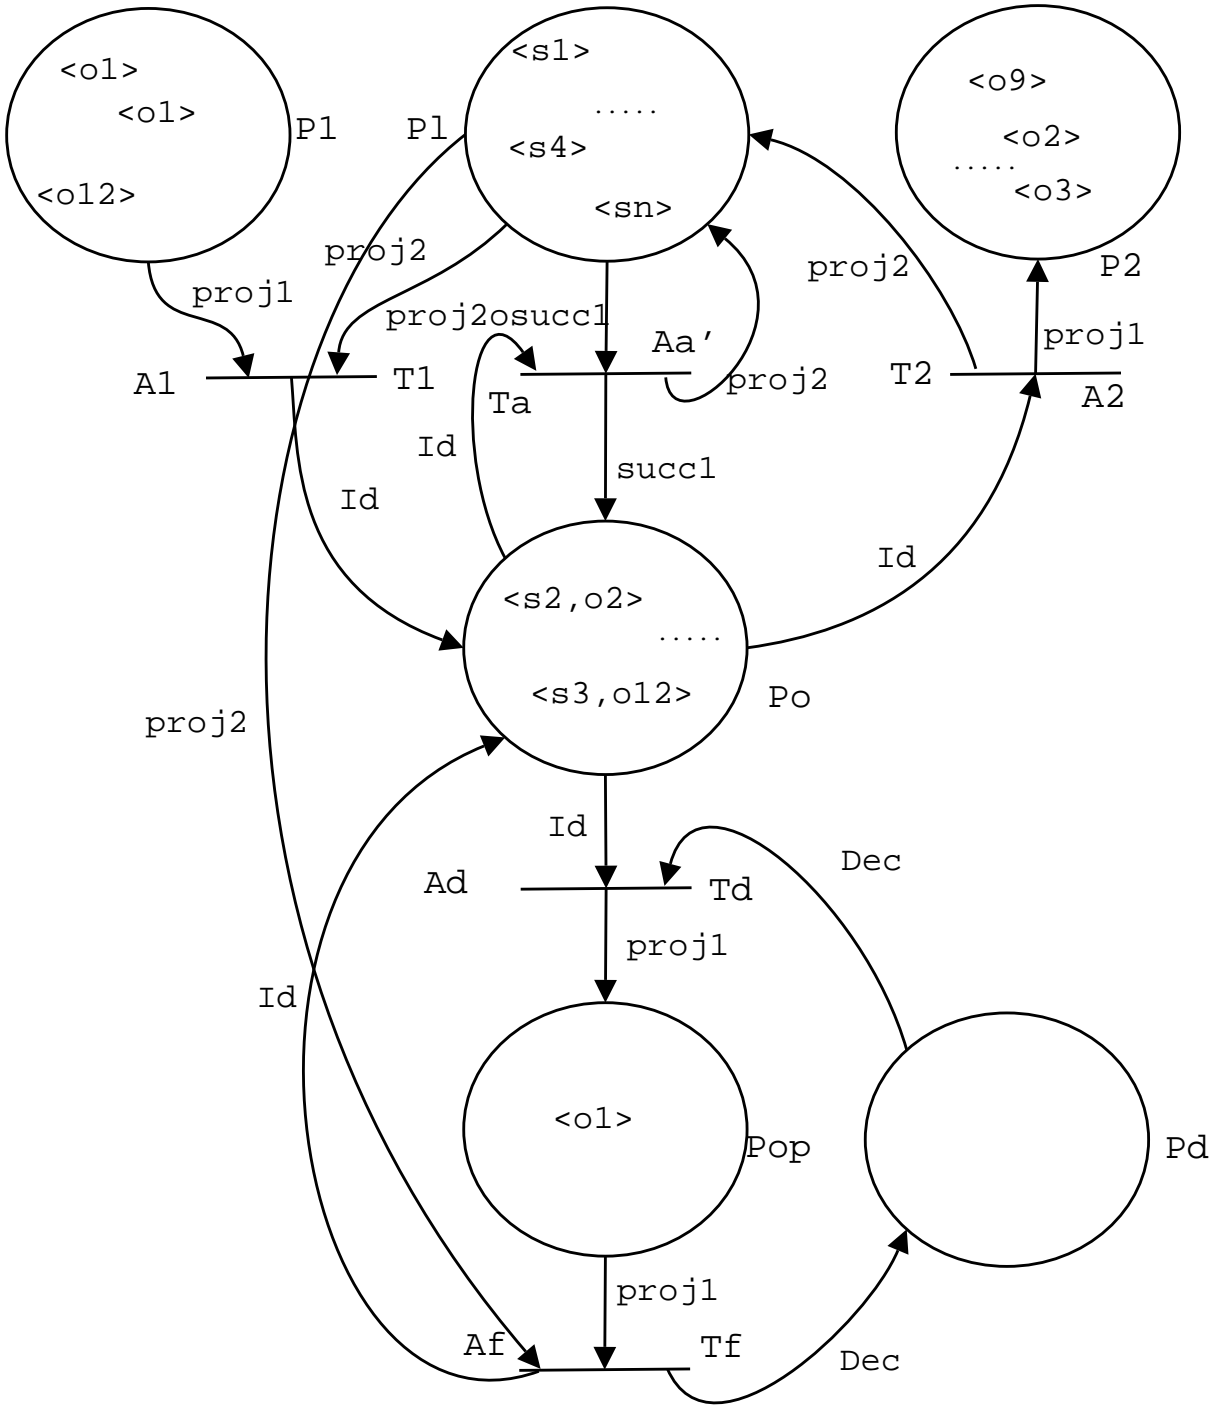 <o1>
<o1>
<o12>
P1
Pl
<s1>
.....
<s4>
<sn>
<o9>
<o2>
.....
<o3>
P2
proj1
proj2
proj2osucc1
Aa’
proj2
proj2
proj1
A1
T1
Ta
T2
A2
Id
Id
succ1
Id
<s2,o2>
.....
<s3,o12>
Po
proj2
Id
Dec
Ad
Td
proj1
Id
<o1>
Pop
Pd
proj1
Af
Tf
Dec